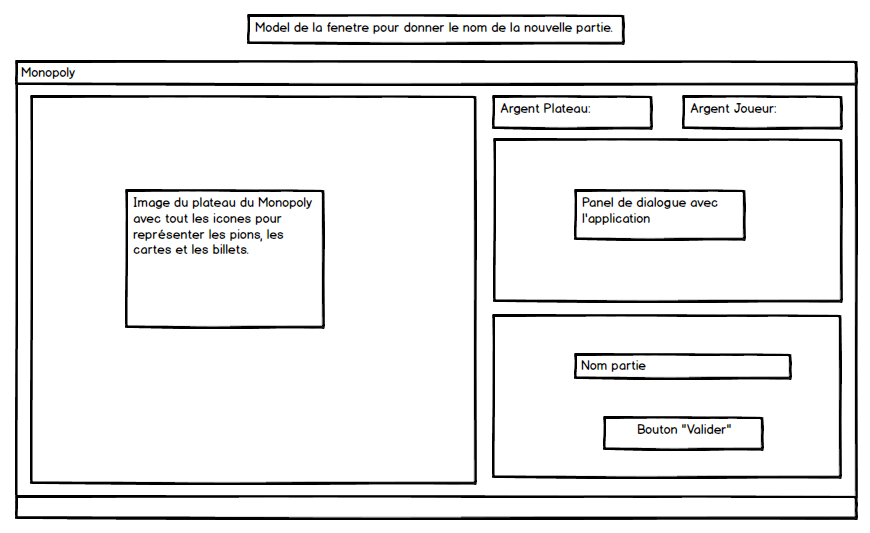 Model de la fenetre pour donner le nom de la nouvelle partie.
Monopoly
Argent Plateau:
Argent Joueur:
Image du plateau du Monopoly
avec tout les icones pour
représenter les pions, les
cartes et les billets.
Panel de dialogue avec
l'application
Nom partie
Bouton "Valider"